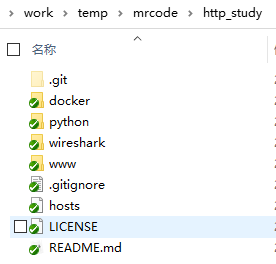 work > temp > mrcode > http_study
名称
.git
docker
python
wireshark
www
.gitignore
hosts
LICENSE
README.md